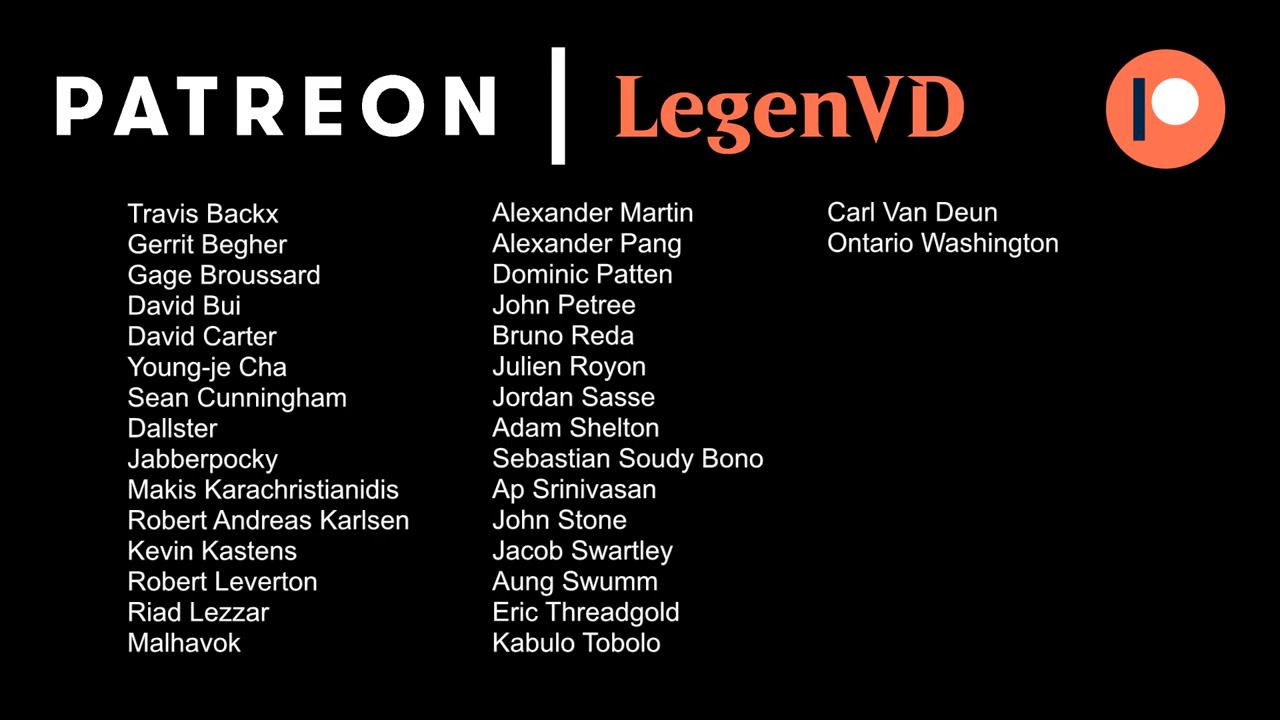 PATREON | LegenVD
Travis Backx
Gerrit Begher
Gage Broussard
David Bui
David Carter
Young-je Cha
Sean Cunningham
Dallster
Jabberpocky
Makis Karachristianidis
Robert Andreas Karlsen
Kevin Kastens
Robert Leverton
Riad Lezzar
Malhavok
Alexander Martin
Alexander Pang
Dominic Patten
John Petree
Bruno Reda
Julien Royon
Jordan Sasse
Adam Shelton
Sebastian Soudy Bono
Ap Srinivasan
John Stone
Jacob Swartley
Aung Swumm
Eric Threadgold
Kabulo Tobolo
Carl Van Deun
Ontario Washington